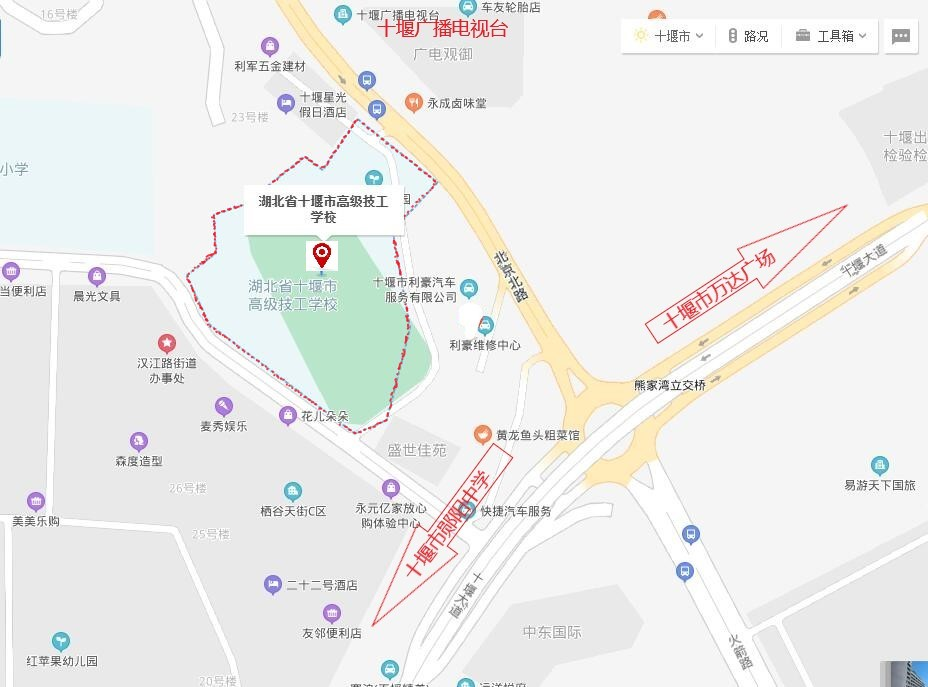 16号楼
十堰广播电视台
车友轮胎店
十堰广播电视台
广电观御
利军五金建材
十堰市
路况
工具箱
十堰星光
假日酒店
永成卤味堂
23号楼
十堰出
检验检
小学
湖北省十堰市高级技工
学校
园
北京北路
十堰市万达广场
十堰大道
当便利店
晨光文具
湖北省十堰市
高级技工学校
十堰市利豪汽车
服务有限公司
利豪维修中心
汉江路街道
办事处
熊家湾立交桥
麦秀娱乐
花儿朵朵
黄龙鱼头粗菜馆
盛世佳苑
森度造型
易游天下国旅
26号楼
栖谷天街C区
永元亿家放心
购体验中心
十堰市郧阳中学
快捷汽车服务
美美乐购
25号楼
二十二号酒店
十堰大道
友邻便利店
中东国际
火箭路
红苹果幼儿园
20号楼